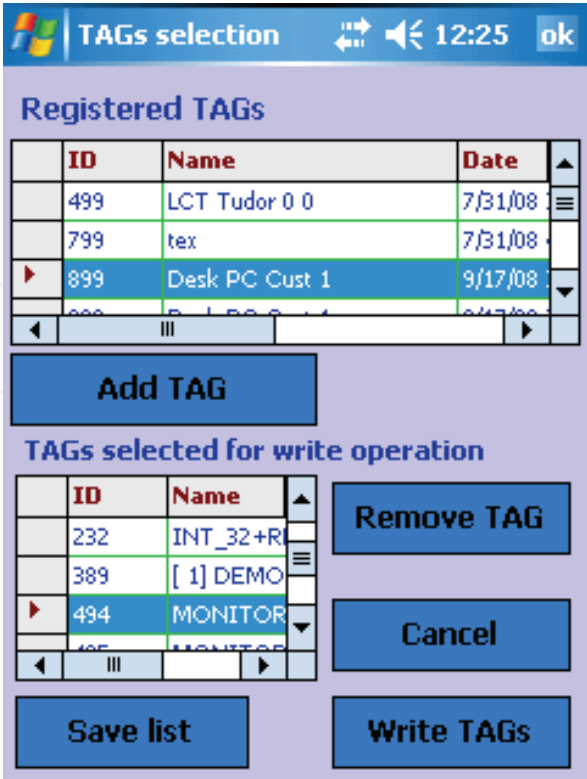 TAGs selection 12:25 ok
Registered TAGs
ID Name Date
499 LCT Tudor 0 0 7/31/08
799 tex 7/31/08
899 Desk PC Cust 1 9/17/08
Add TAG
TAGs selected for write operation
ID Name
232 INT_32+R
389 [ 1] DEMO
494 MONITOR
Remove TAG
Cancel
Save list
Write TAGs